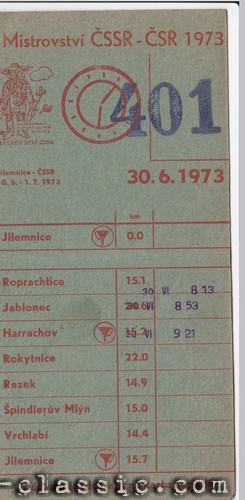 Mistrovství ČSSR - ČSR 1973
401
Jilemnice - ČSSR
30. 6. - 1. 7. 1973
30.6.1973
km
Jilemnice 0.0
Roprachtice 15.1
30 VI 8 13
Jablonec 20.6 30 VI 8 53
Harrachov 15.2 30 VI 9 21
Rokytnice 22.0
Rezek 14.9
Špindlerův Mlýn 15.0
Vrchlabí 14.4
Jilemnice 15.7
-classic.com